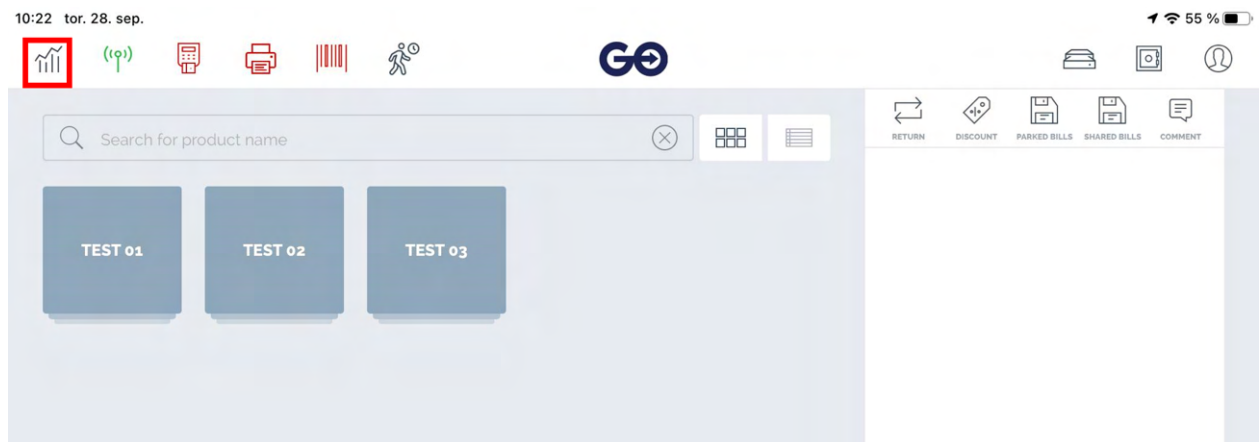 10:22 tor. 28. sep.
55 %
GO
Search for product name
RETURN DISCOUNT PARKED BILLS SHARED BILLS COMMENT
TEST 01 TEST 02 TEST 03